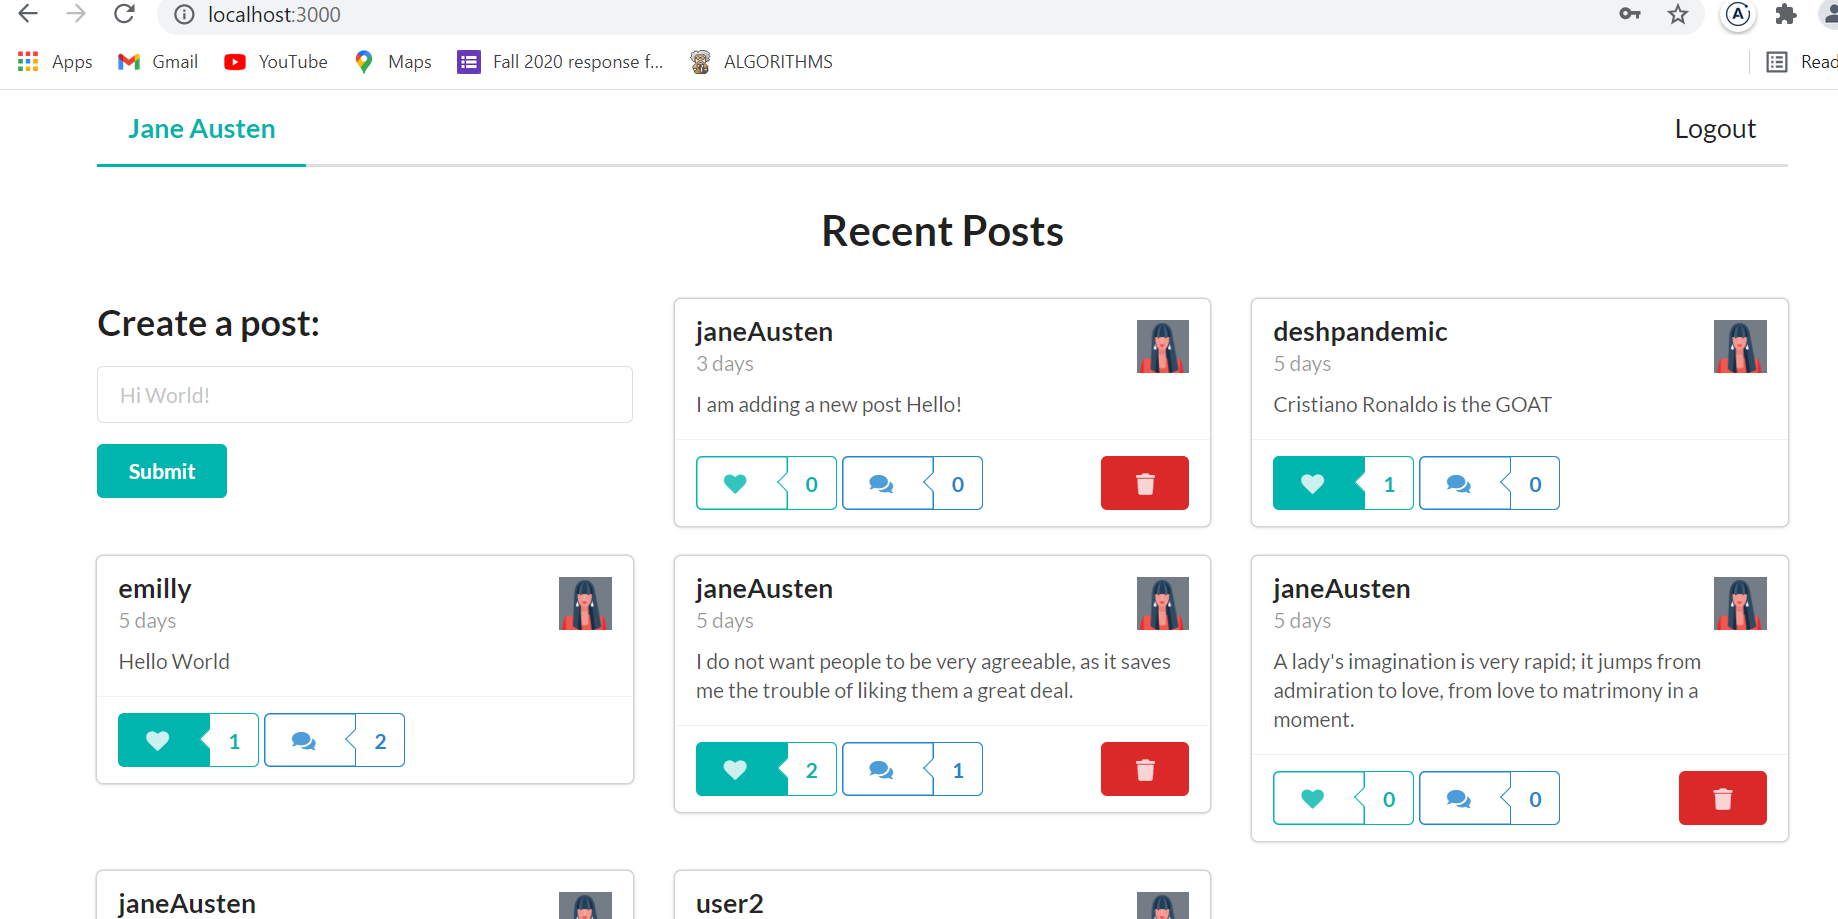 localhost:3000
Apps Gmail YouTube Maps Fall 2020 response f... ALGORITHMS Read
Jane Austen Logout
Recent Posts
Create a post:
Hi World!
Submit
janeAusten
3 days
I am adding a new post Hello!
0 0
deshpandemic
5 days
Cristiano Ronaldo is the GOAT
1 0
emilly
5 days
Hello World
1 2
janeAusten
5 days
I do not want people to be very agreeable, as it saves
me the trouble of liking them a great deal.
2 1
janeAusten
5 days
A lady's imagination is very rapid; it jumps from
admiration to love, from love to matrimony in a
moment.
0 0
janeAusten
user2